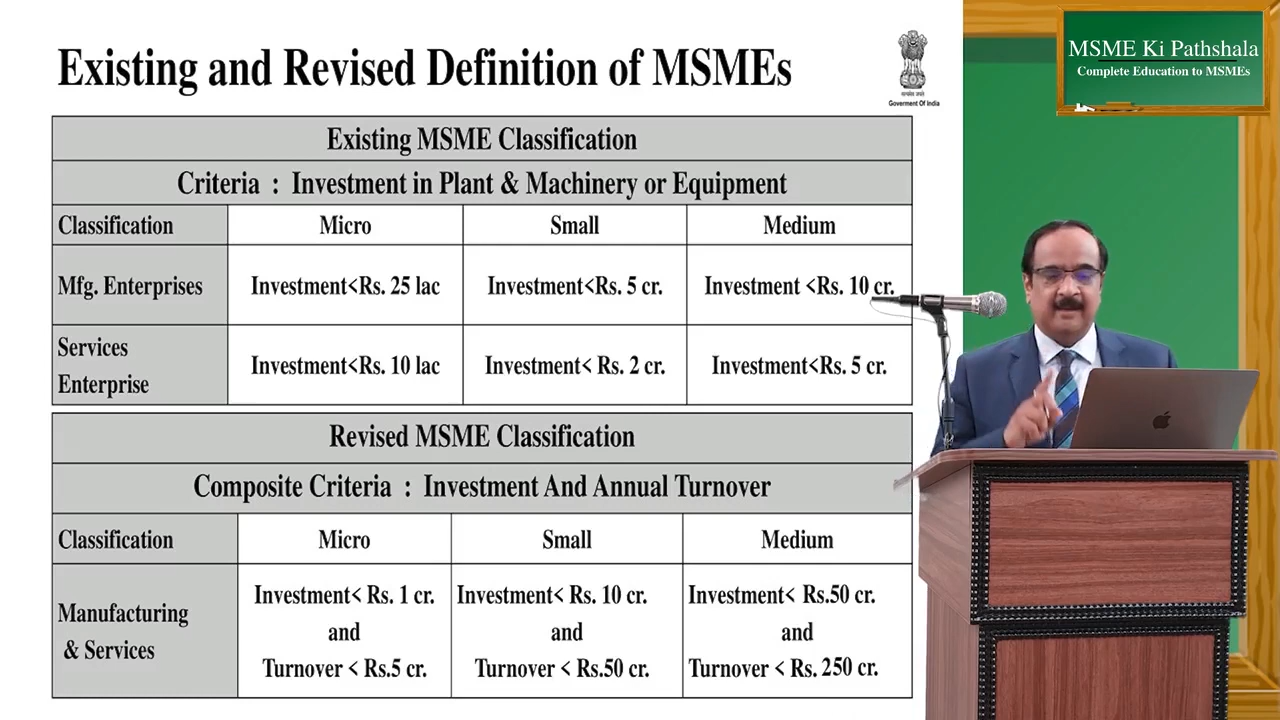 Existing and Revised Definition of MSMEs
सत्यमेव जयते
Goverment Of India
MSME Ki Pathshala
Complete Education to MSMEs
Existing MSME Classification
Criteria : Investment in Plant & Machinery or Equipment
Classification
Micro
Small
Medium
Mfg. Enterprises
Investment<Rs. 25 lac
Investment<Rs. 5 cr.
Investment <Rs. 10 cr.
Services
Enterprise
Investment<Rs. 10 lac
Investment< Rs. 2 cr.
Investment<Rs. 5 cr.
Revised MSME Classification
Composite Criteria : Investment And Annual Turnover
Classification
Micro
Small
Medium
Manufacturing
& Services
Investment< Rs. 1 cr.
and
Turnover < Rs.5 cr.
Investment< Rs. 10 cr.
and
Turnover < Rs.50 cr.
Investment< Rs.50 cr.
and
Turnover < Rs. 250 cr.